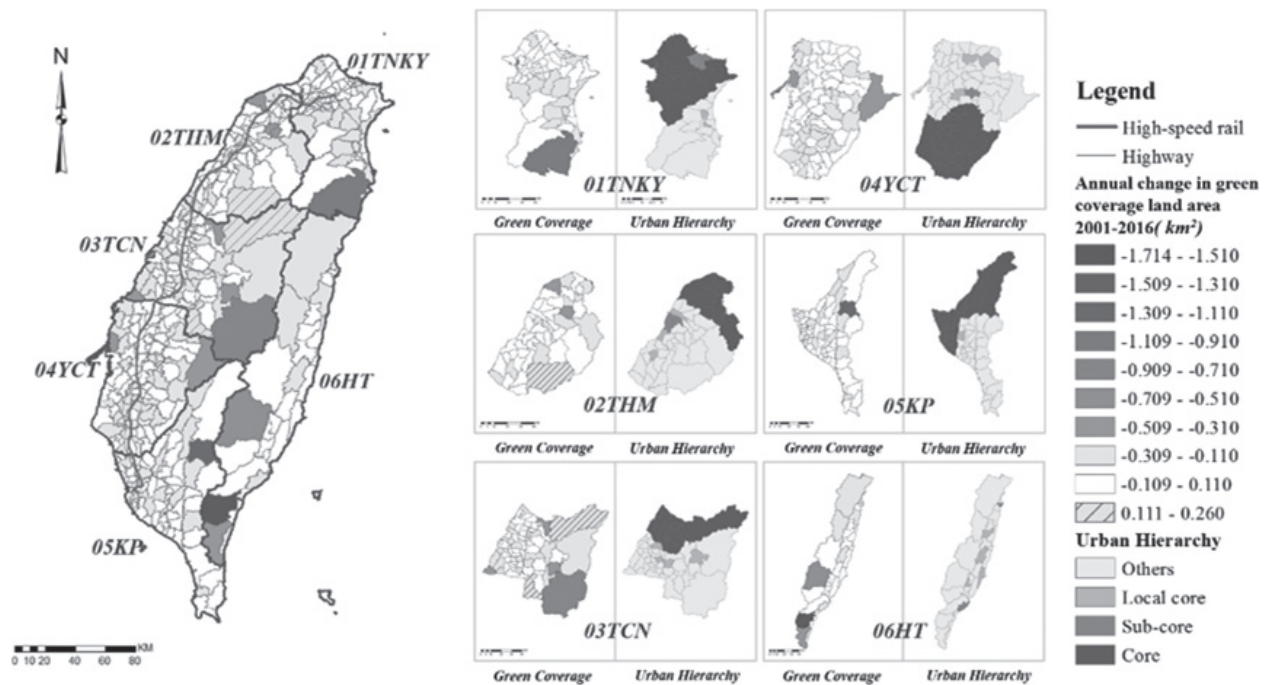 N
01TNKY
02THM
03TCN
04YCT
05KP
06HT
0 10 20 40 60 80 KM
01TNKY
Green Coverage Urban Hierarchy
04YCT
Green Coverage Urban Hierarchy
02THM
Green Coverage Urban Hierarchy
05KP
Green Coverage Urban Hierarchy
03TCN
Green Coverage Urban Hierarchy
06HT
Green Coverage Urban Hierarchy
Legend
High-speed rail
Highway
Annual change in green
coverage land area
2001-2016( km²)
-1.714 - -1.510
-1.509 - -1.310
-1.309 - -1.110
-1.109 - -0.910
-0.909 - -0.710
-0.709 - -0.510
-0.509 - -0.310
-0.309 - -0.110
-0.109 - 0.110
0.111 - 0.260
Urban Hierarchy
Others
Local core
Sub-core
Core